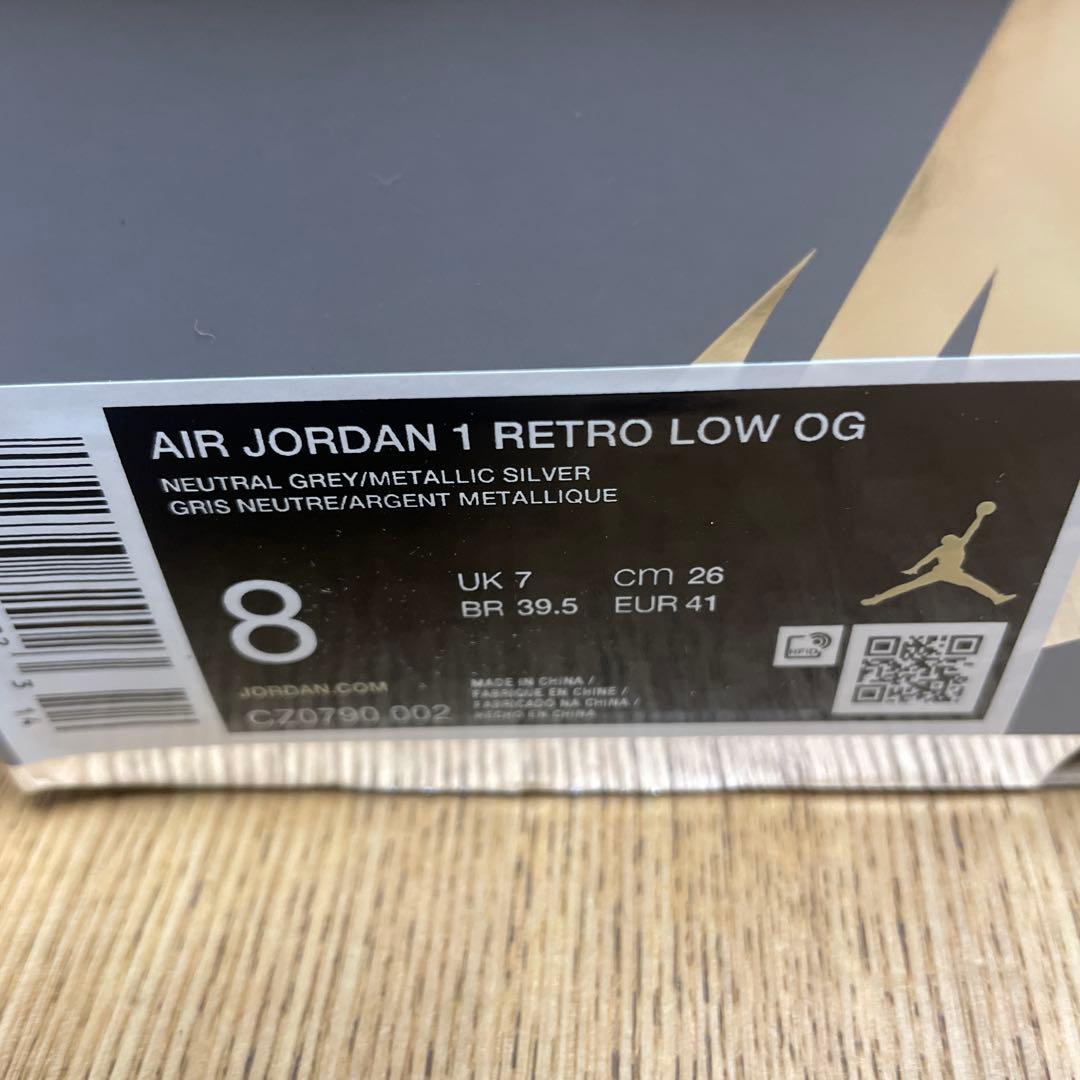 AIR JORDAN 1 RETRO LOW OG
NEUTRAL GREY/METALLIC SILVER
GRIS NEUTRE/ARGENT METALLIQUE
8
UK 7 cm 26
BR 39.5 EUR 41
RFID
JORDAN.COM
CZ0790 002
MADE IN CHINA /
FABRIQUE EN CHINE /
FABRICADO NA CHINA /
HECHO EN CHINA
3 14